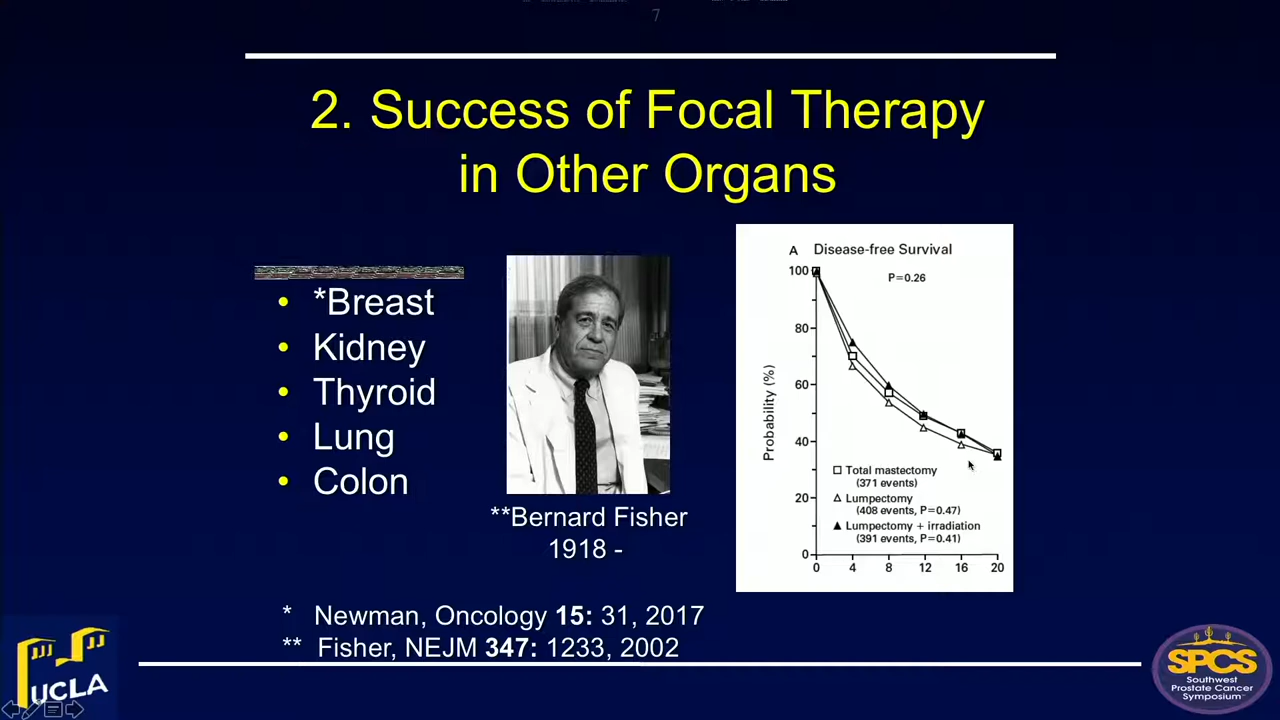 7
2. Success of Focal Therapy
in Other Organs
• *Breast
• Kidney
• Thyroid
• Lung
• Colon
**Bernard Fisher
1918 -
A Disease-free Survival
P=0.26
Probability (%)
100
80
60
40
20
0
Total mastectomy
(371 events)
Lumpectomy
(408 events, P=0.47)
Lumpectomy + irradiation
(391 events, P=0.41)
0 4 8 12 16 20
* Newman, Oncology 15: 31, 2017
** Fisher, NEJM 347: 1233, 2002
UCLA
SPCS
Southwest
Prostate Cancer
Symposium